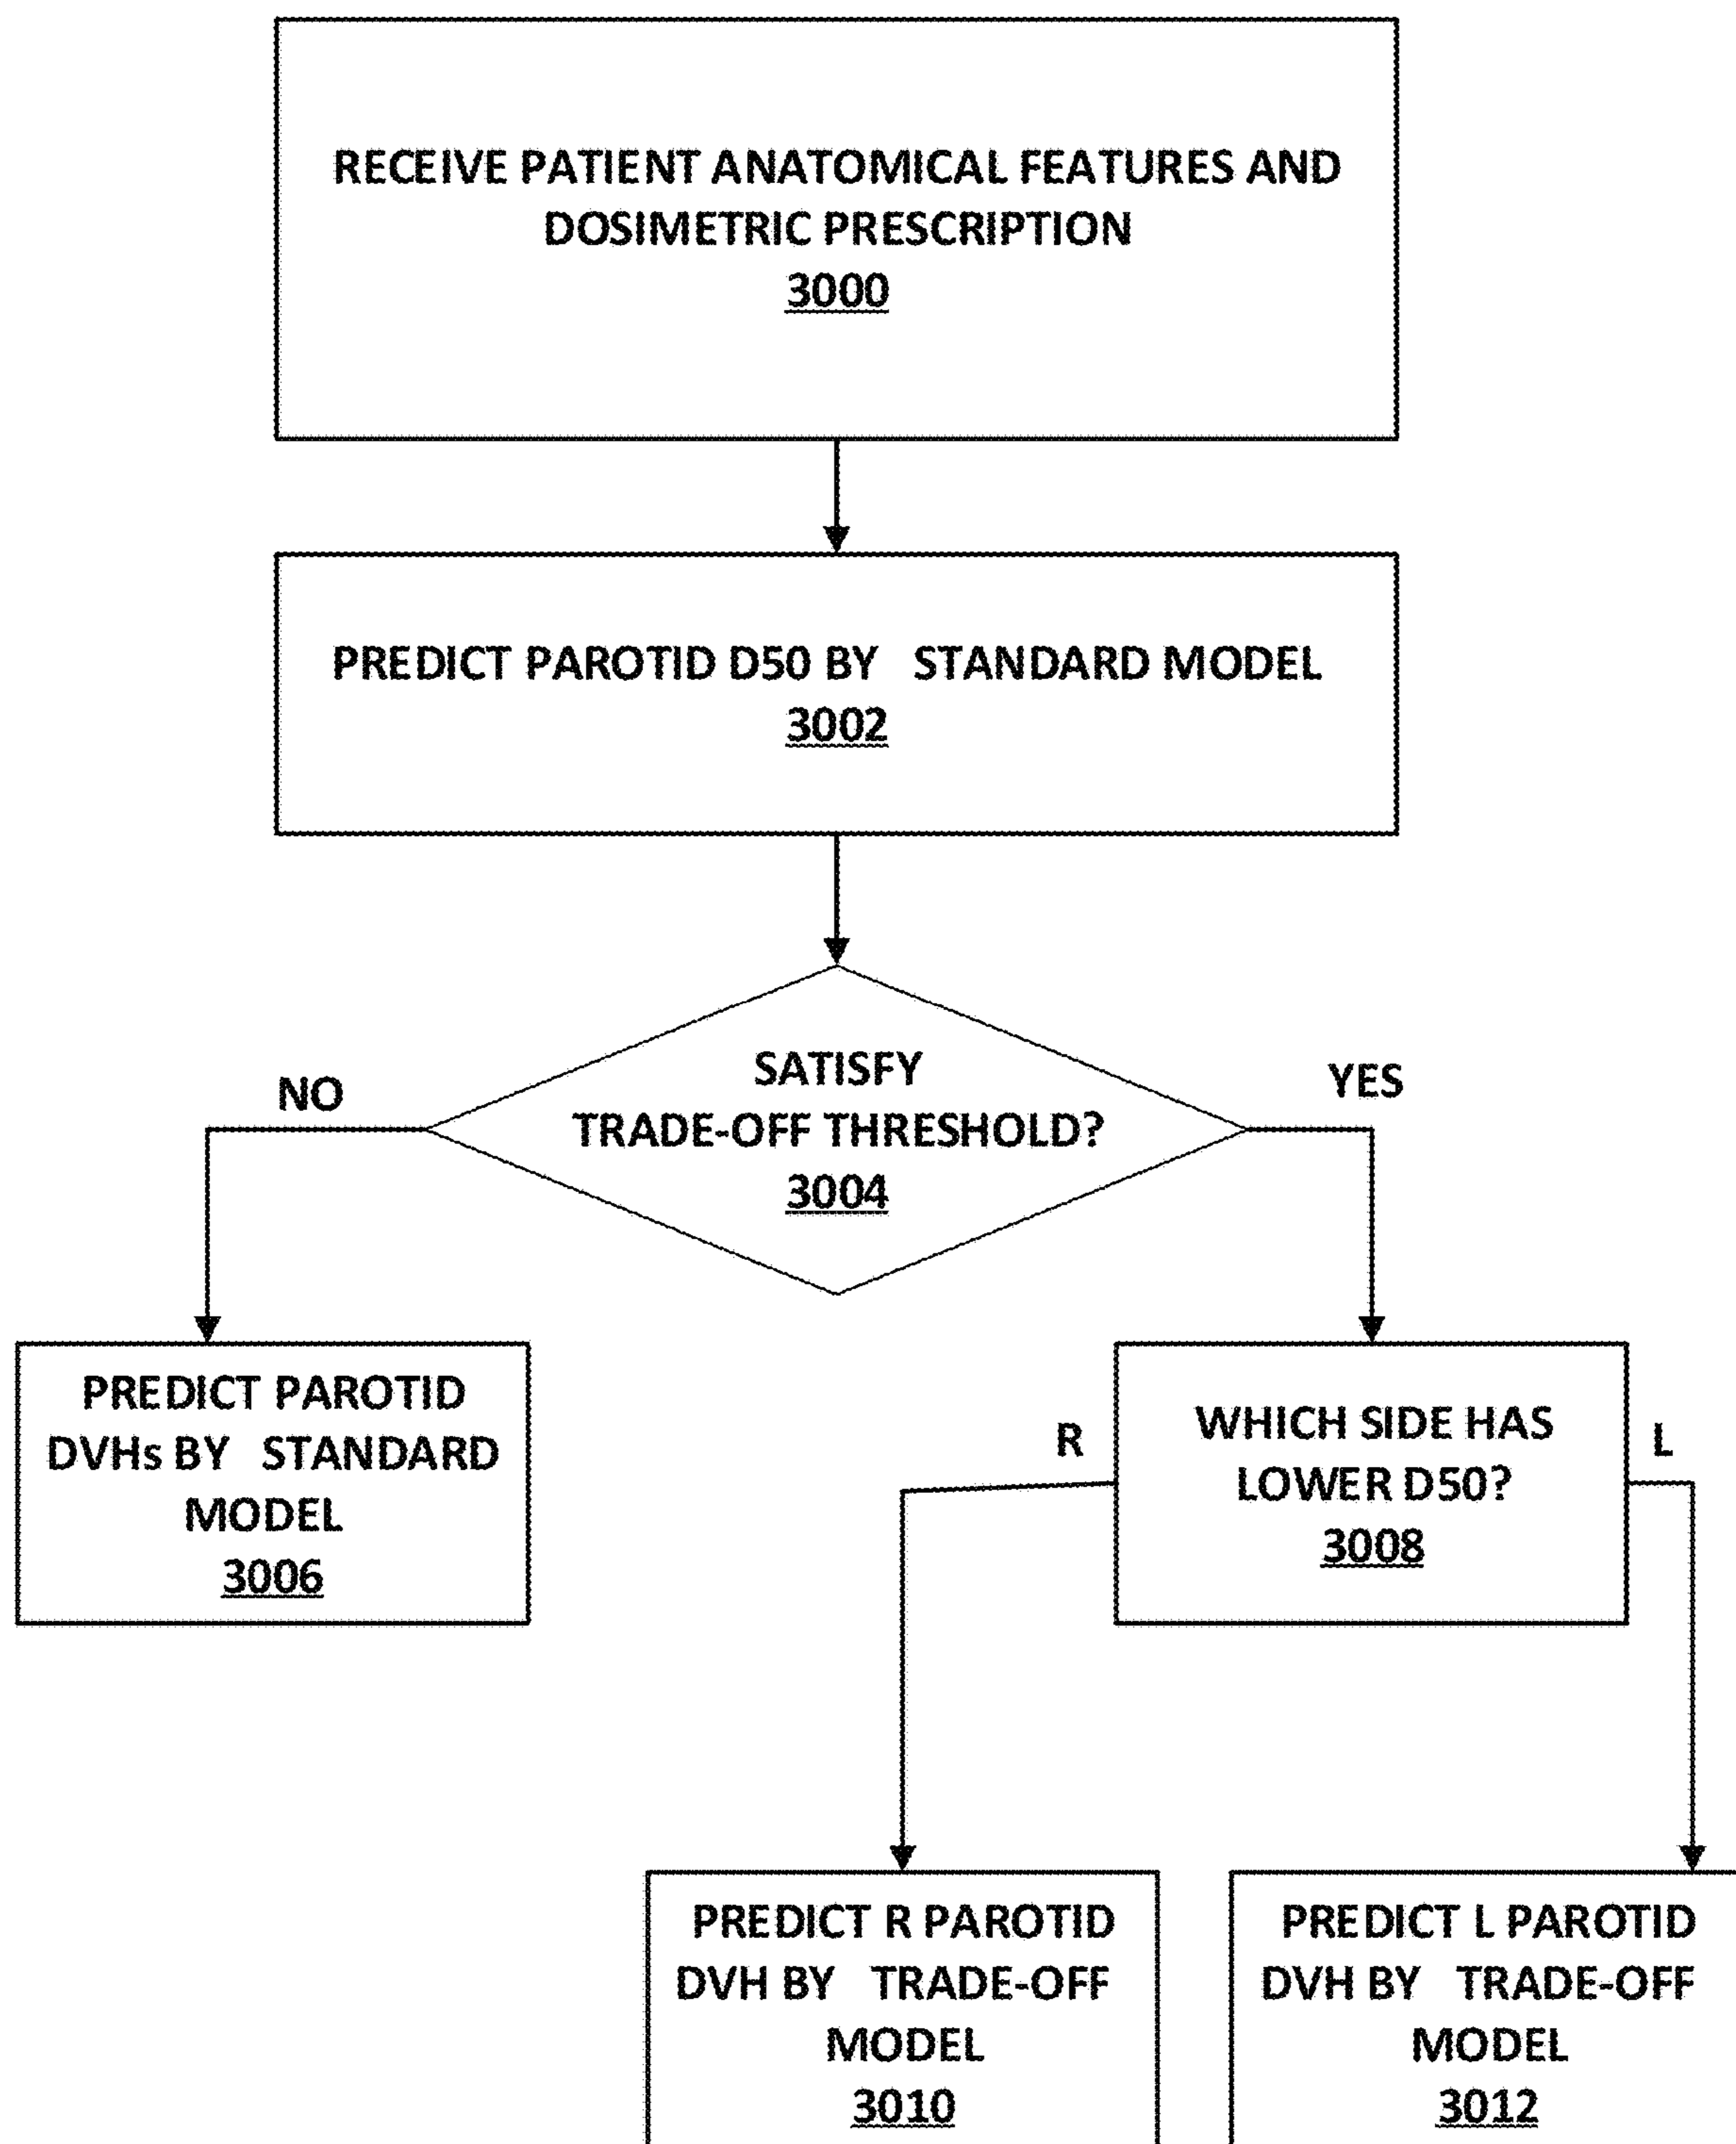 RECEIVE PATIENT ANATOMICAL FEATURES AND
DOSIMETRIC PRESCRIPTION
3000
PREDICT PAROTID D50 BY STANDARD MODEL
3002
SATISFY
TRADE-OFF THRESHOLD?
3004
NO
YES
PREDICT PAROTID
DVHs BY STANDARD
MODEL
3006
WHICH SIDE HAS
LOWER D50?
3008
R
L
PREDICT R PAROTID
DVH BY TRADE-OFF
MODEL
3010
PREDICT L PAROTID
DVH BY TRADE-OFF
MODEL
3012